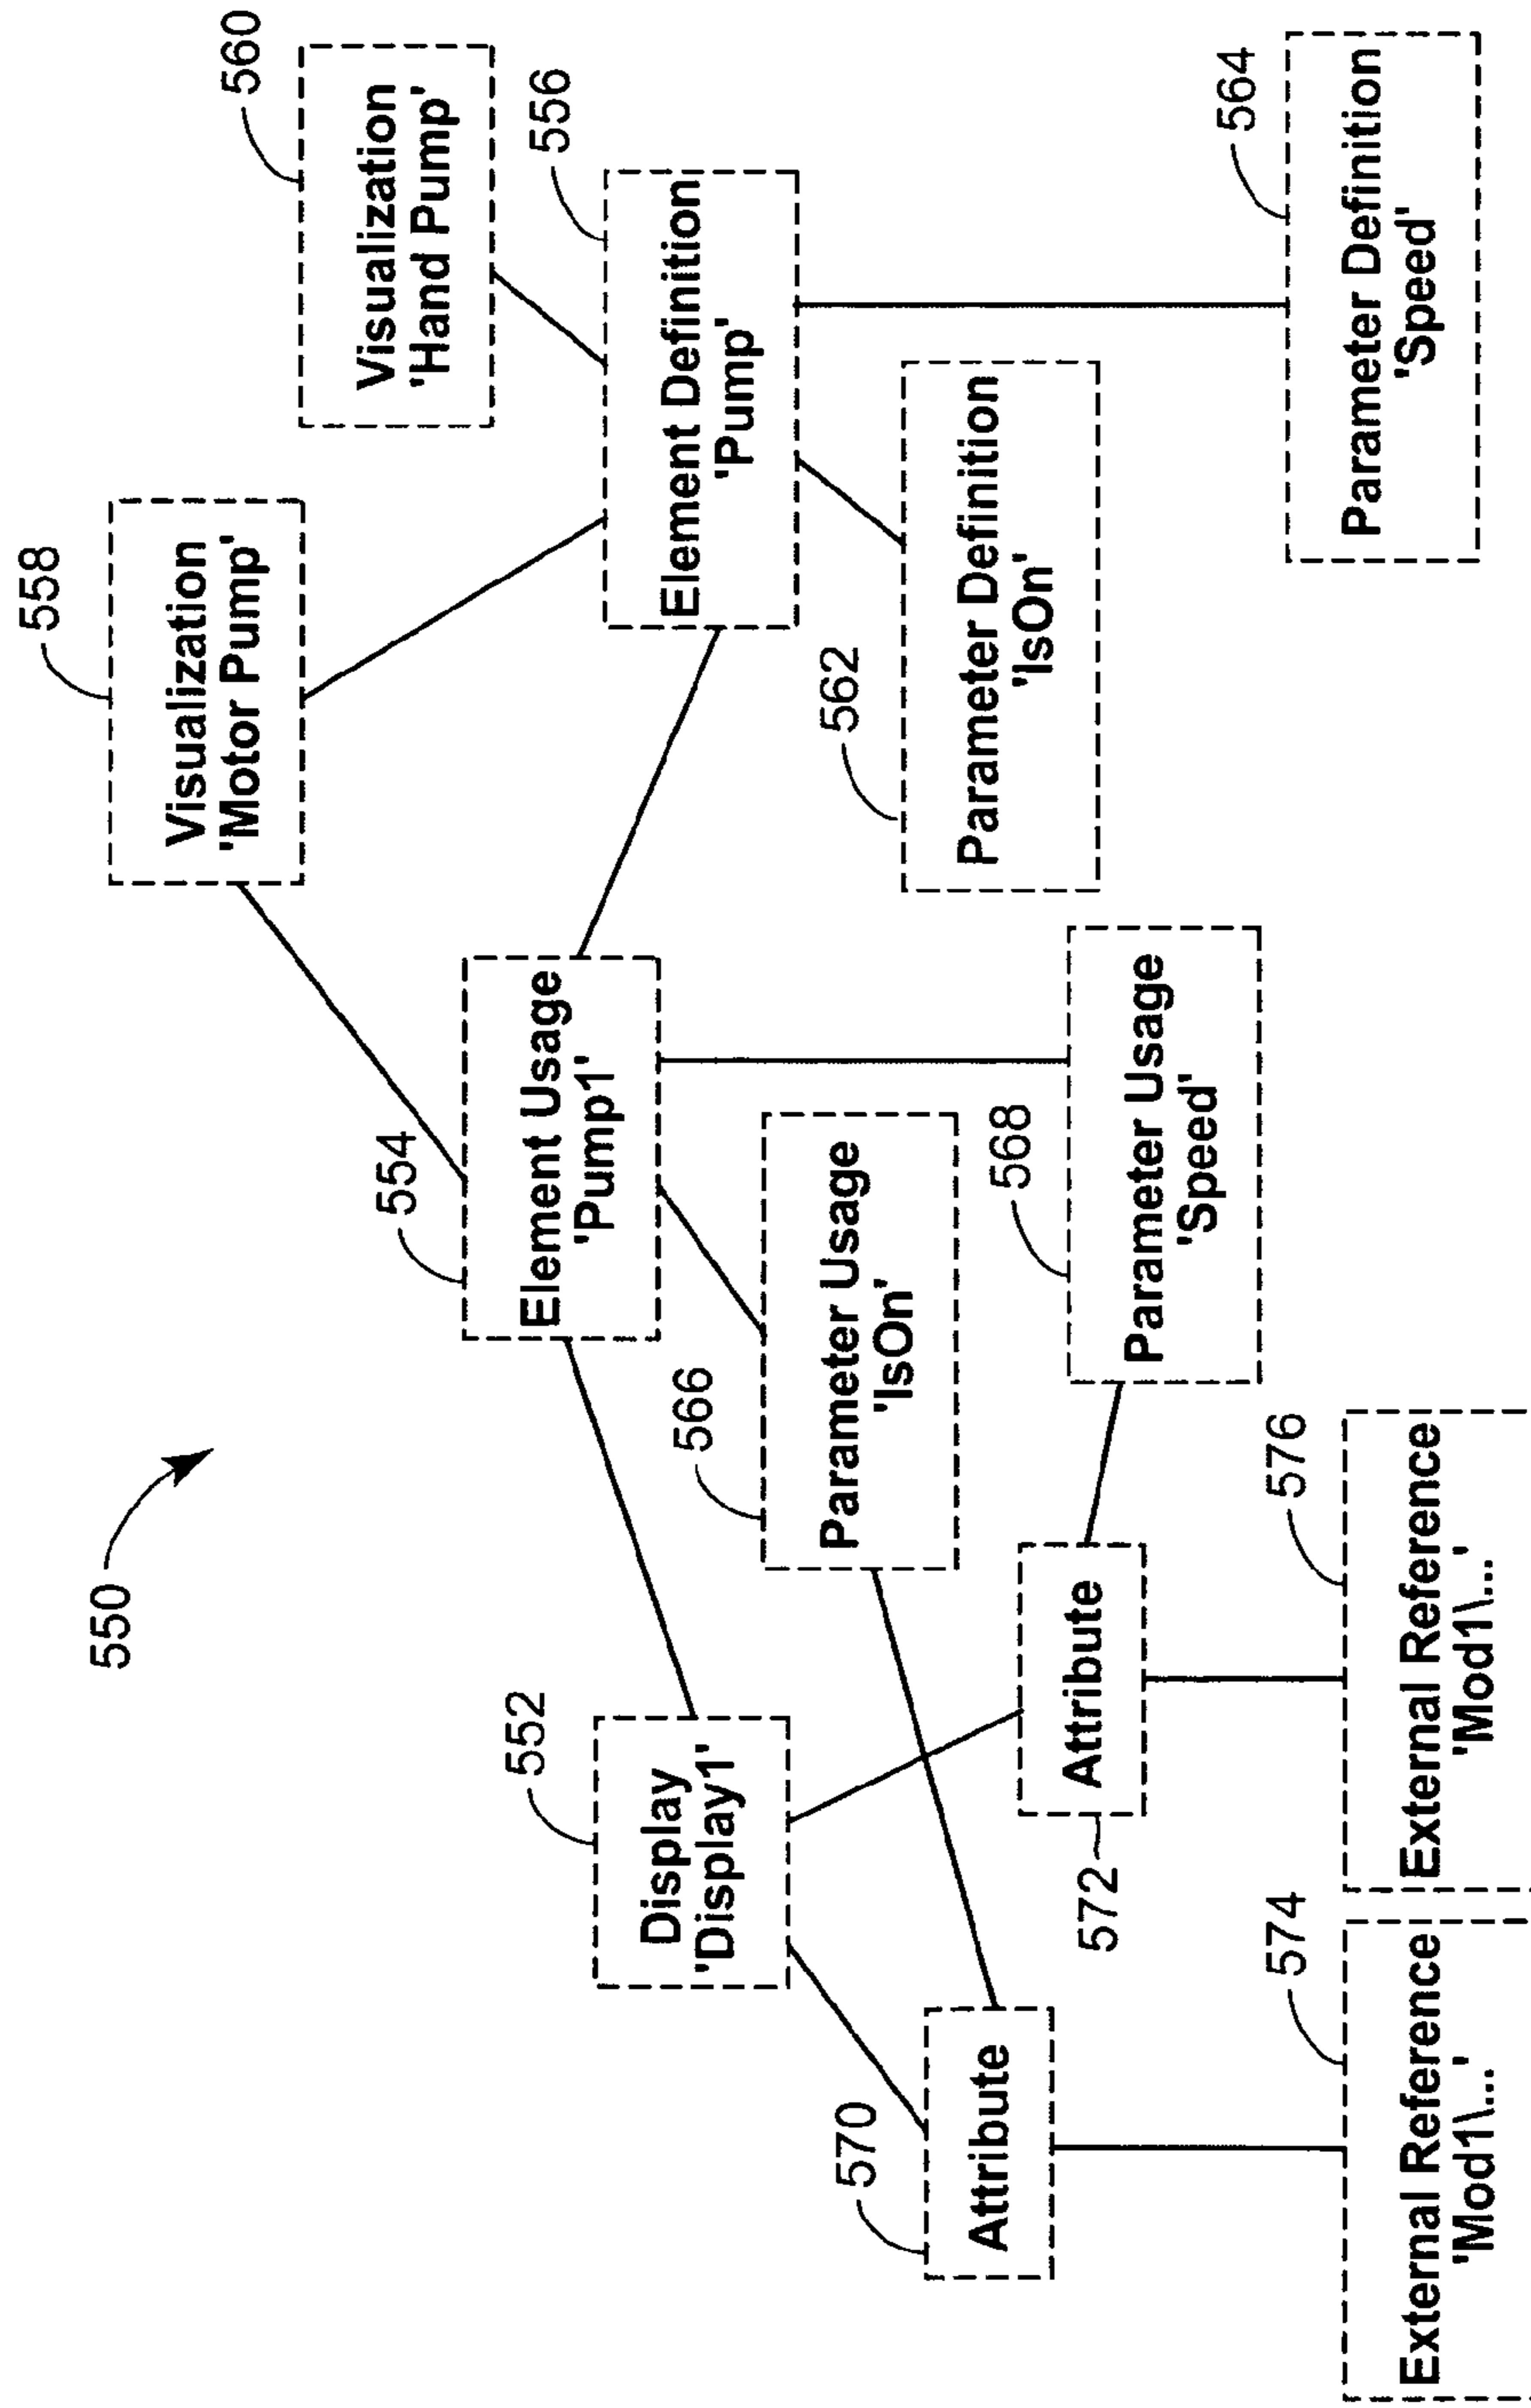 550
558
Visualization
'Motor Pump'
560
Visualization
'Hand Pump'
554
Element Usage
'Pump1'
556
Element Definition
'Pump'
552
Display
'Display1'
566
Parameter Usage
'IsOn'
562
Parameter Definition
'IsOn'
570
Attribute
572
Attribute
568
Parameter Usage
'Speed'
564
Parameter Definition
'Speed'
574
External Reference
'Mod1\...'
576
External Reference
'Mod1\...'